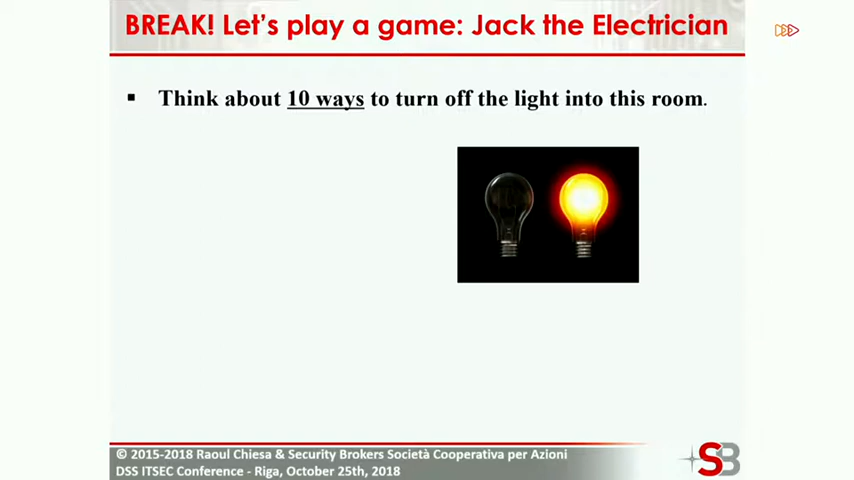 BREAK! Let's play a game: Jack the Electrician
Think about 10 ways to turn off the light into this room.
© 2015-2018 Raoul Chiesa & Security Brokers Società Cooperativa per Azioni
DSS ITSEC Conference - Riga, October 25th, 2018
SB